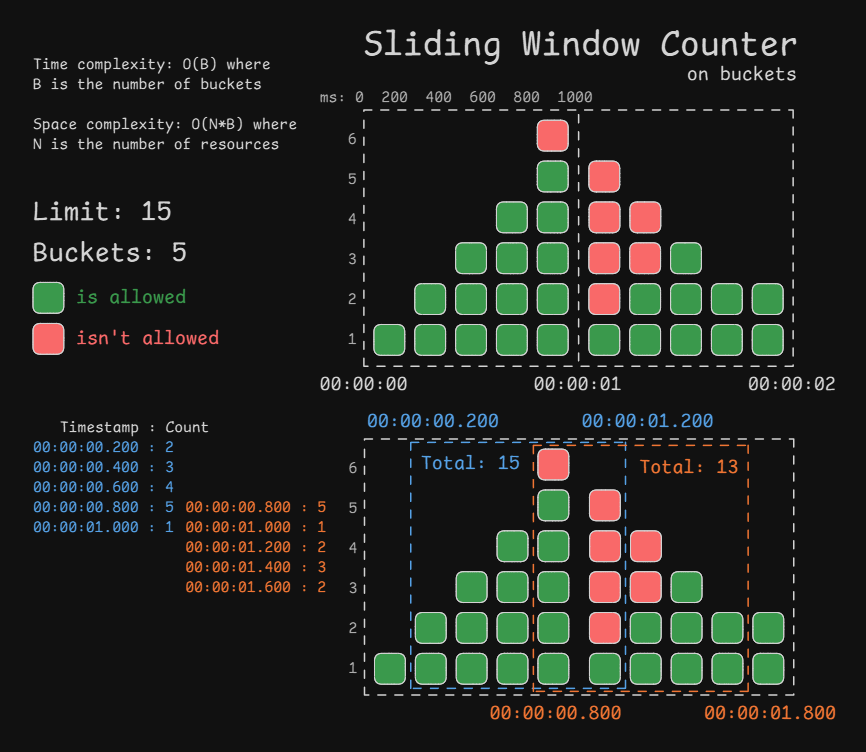 Sliding Window Counter
on buckets
Time complexity: O(B) where
B is the number of buckets
Space complexity: O(N*B) where
N is the number of resources
Limit: 15
Buckets: 5
is allowed
isn't allowed
ms: 0 200 400 600 800 1000
6
5
4
3
2
1
00:00:00 00:00:01 00:00:02
Timestamp : Count
00:00:00.200 : 2
00:00:00.400 : 3
00:00:00.600 : 4
00:00:00.800 : 5 00:00:00.800 : 5
00:00:01.000 : 1 00:00:01.000 : 1
00:00:01.200 : 2
00:00:01.400 : 3
00:00:01.600 : 2
00:00:00.200 00:00:01.200
Total: 15 Total: 13
6
5
4
3
2
1
00:00:00.800 00:00:01.800